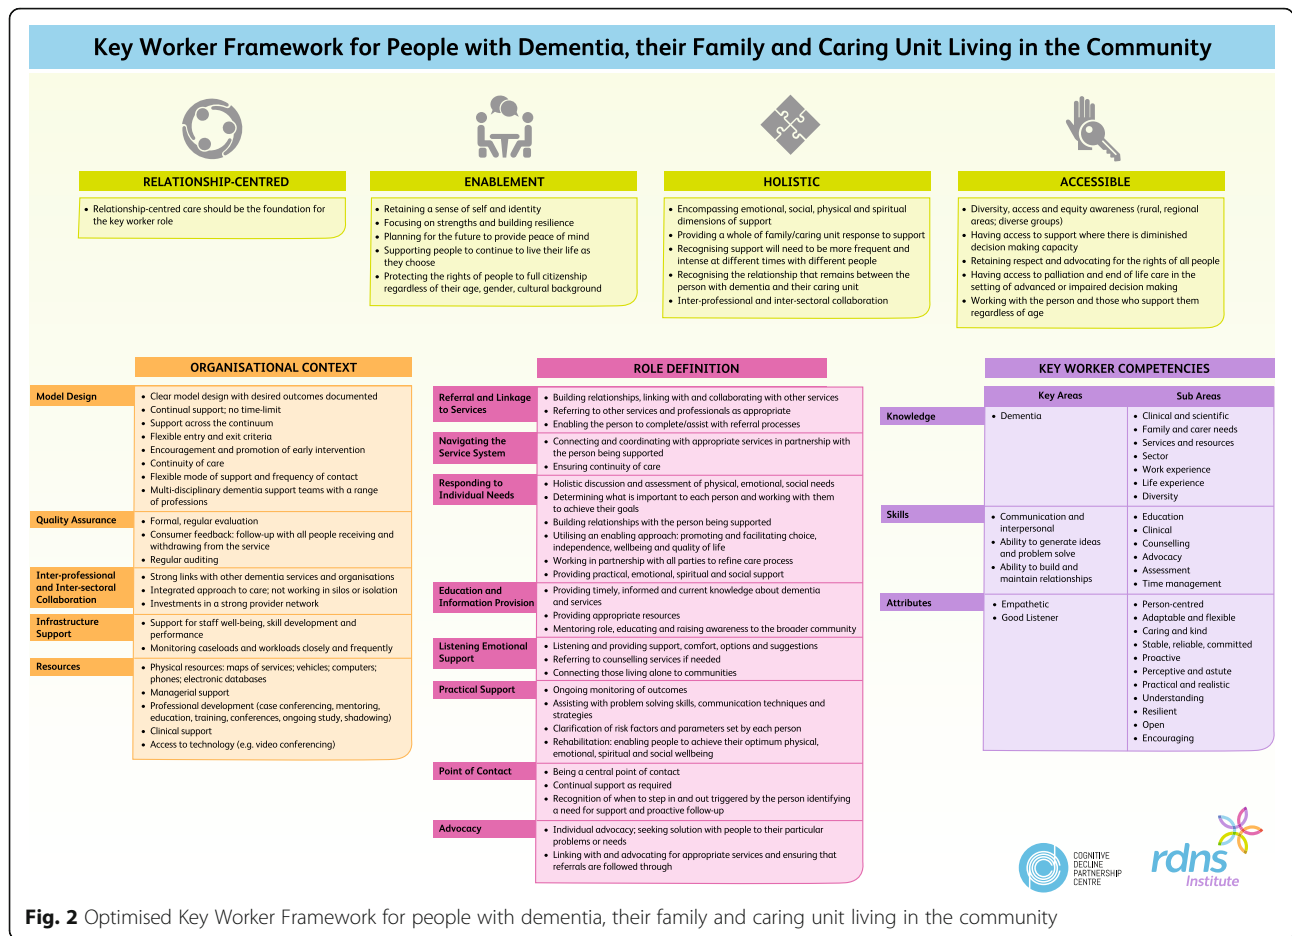 Key Worker Framework for People with Dementia, their Family and Caring Unit Living in the Community
RELATIONSHIP-CENTRED
• Relationship-centred care should be the foundation for
the key worker role
ENABLEMENT
• Retaining a sense of self and identity
• Focusing on strengths and building resilience
• Planning for the future to provide peace of mind
• Supporting people to continue to live their life as
they choose
• Protecting the rights of people to full citizenship
regardless of their age, gender, cultural background
HOLISTIC
• Encompassing emotional, social, physical and spiritual
dimensions of support
• Providing a whole of family/caring unit response to support
• Recognising support will need to be more frequent and
intense at different times with different people
• Recognising the relationship that remains between the
person with dementia and their caring unit
• Inter-professional and inter-sectoral collaboration
ACCESSIBLE
• Diversity, access and equity awareness (rural, regional
areas; diverse groups)
• Having access to support where there is diminished
decision making capacity
• Retaining respect and advocating for the rights of all people
• Having access to palliation and end of life care in the
setting of advanced or impaired decision making
• Working with the person and those who support them
regardless of age
ORGANISATIONAL CONTEXT
Model Design
• Clear model design with desired outcomes documented
• Continual support; no time-limit
• Support across the continuum
• Flexible entry and exit criteria
• Encouragement and promotion of early intervention
• Continuity of care
• Flexible mode of support and frequency of contact
• Multi-disciplinary dementia support teams with a range
of professions
Quality Assurance
• Formal, regular evaluation
• Consumer feedback: follow-up with all people receiving and
withdrawing from the service
• Regular auditing
Inter-professional
and Inter-sectoral
Collaboration
• Strong links with other dementia services and organisations
• Integrated approach to care; not working in silos or isolation
• Investments in a strong provider network
Infrastructure
Support
• Support for staff well-being, skill development and
performance
• Monitoring caseloads and workloads closely and frequently
Resources
• Physical resources: maps of services; vehicles; computers;
phones; electronic databases
• Managerial support
• Professional development (case conferencing, mentoring,
education, training, conferences, ongoing study, shadowing)
• Clinical support
• Access to technology (e.g. video conferencing)
ROLE DEFINITION
Referral and Linkage
to Services
• Building relationships, linking with and collaborating with other services
• Referring to other services and professionals as appropriate
• Enabling the person to complete/assist with referral processes
Navigating the
Service System
• Connecting and coordinating with appropriate services in partnership with
the person being supported
• Ensuring continuity of care
Responding to
Individual Needs
• Holistic discussion and assessment of physical, emotional, social needs
• Determining what is important to each person and working with them
to achieve their goals
• Building relationships with the person being supported
• Utilising an enabling approach: promoting and facilitating choice,
independence, wellbeing and quality of life
• Working in partnership with all parties to refine care process
• Providing practical, emotional, spiritual and social support
Education and
Information Provision
• Providing timely, informed and current knowledge about dementia
and services
• Providing appropriate resources
• Mentoring role, educating and raising awareness to the broader community
Listening Emotional
Support
• Listening and providing support, comfort, options and suggestions
• Referring to counselling services if needed
• Connecting those living alone to communities
Practical Support
• Ongoing monitoring of outcomes
• Assisting with problem solving skills, communication techniques and
strategies
• Clarification of risk factors and parameters set by each person
• Rehabilitation: enabling people to achieve their optimum physical,
emotional, spiritual and social wellbeing
Point of Contact
• Being a central point of contact
• Continual support as required
• Recognition of when to step in and out triggered by the person identifying
a need for support and proactive follow-up
Advocacy
• Individual advocacy; seeking solution with people to their particular
problems or needs
• Linking with and advocating for appropriate services and ensuring that
referrals are followed through
KEY WORKER COMPETENCIES
Key Areas
Sub Areas
Knowledge
• Dementia
• Clinical and scientific
• Family and carer needs
• Services and resources
• Sector
• Work experience
• Life experience
• Diversity
Skills
• Communication and
interpersonal
• Ability to generate ideas
and problem solve
• Ability to build and
maintain relationships
• Education
• Clinical
• Counselling
• Advocacy
• Assessment
• Time management
Attributes
• Empathetic
• Good Listener
• Person-centred
• Adaptable and flexible
• Caring and kind
• Stable, reliable, committed
• Proactive
• Perceptive and astute
• Practical and realistic
• Understanding
• Resilient
• Open
• Encouraging
COGNITIVE
DECLINE
PARTNERSHIP
CENTRE
rdns
Institute
Fig. 2 Optimised Key Worker Framework for people with dementia, their family and caring unit living in the community